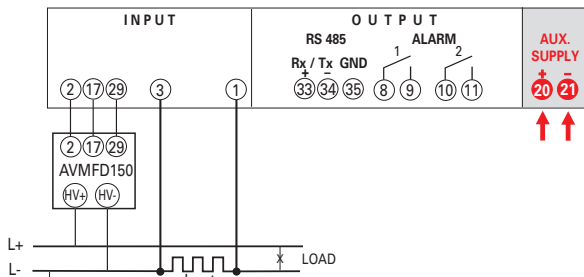 INPUT
OUTPUT
RS 485 ALARM
AUX. SUPPLY
1 2
Rx / Tx GND
+ −
+ −
2 17 29 3 1
33 34 35 8 9 10 11
20 21
2 17 29
AVMFD150
HV+ HV-
L+
x LOAD
L-